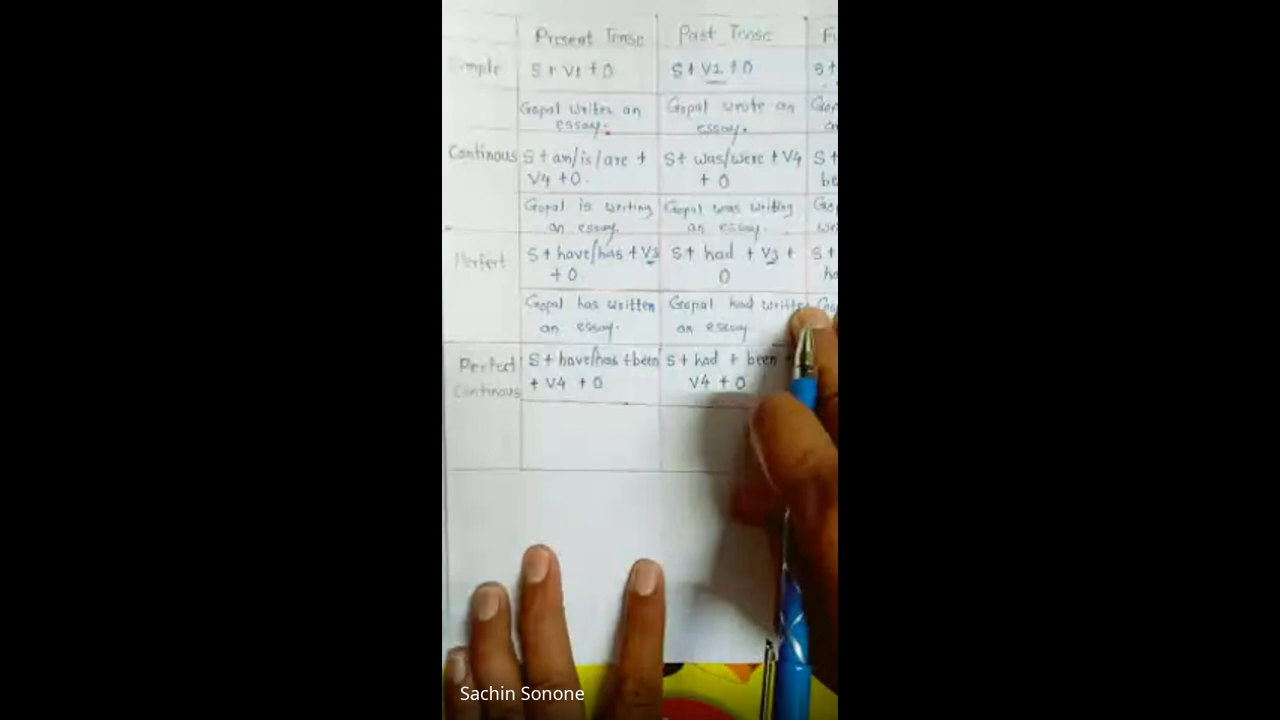 Present Tense Past Tense
Simple S + V1 + O S + V2 + O S +
Gopal writes an Gopal wrote an
essay. essay.
Continous S + am/is/are + S + was/were + V4 S +
V4 + O. + O be
Gopal is writing Gopal was writing
an essay. an essay.
Perfect S + have/has + V3 S + had + V3 + S +
+ O. O
Gopal has written Gopal had
an essay. an essay
Perfect S + have/has + been S + had + been
Continous + V4 + O V4 + O
Sachin Sonone